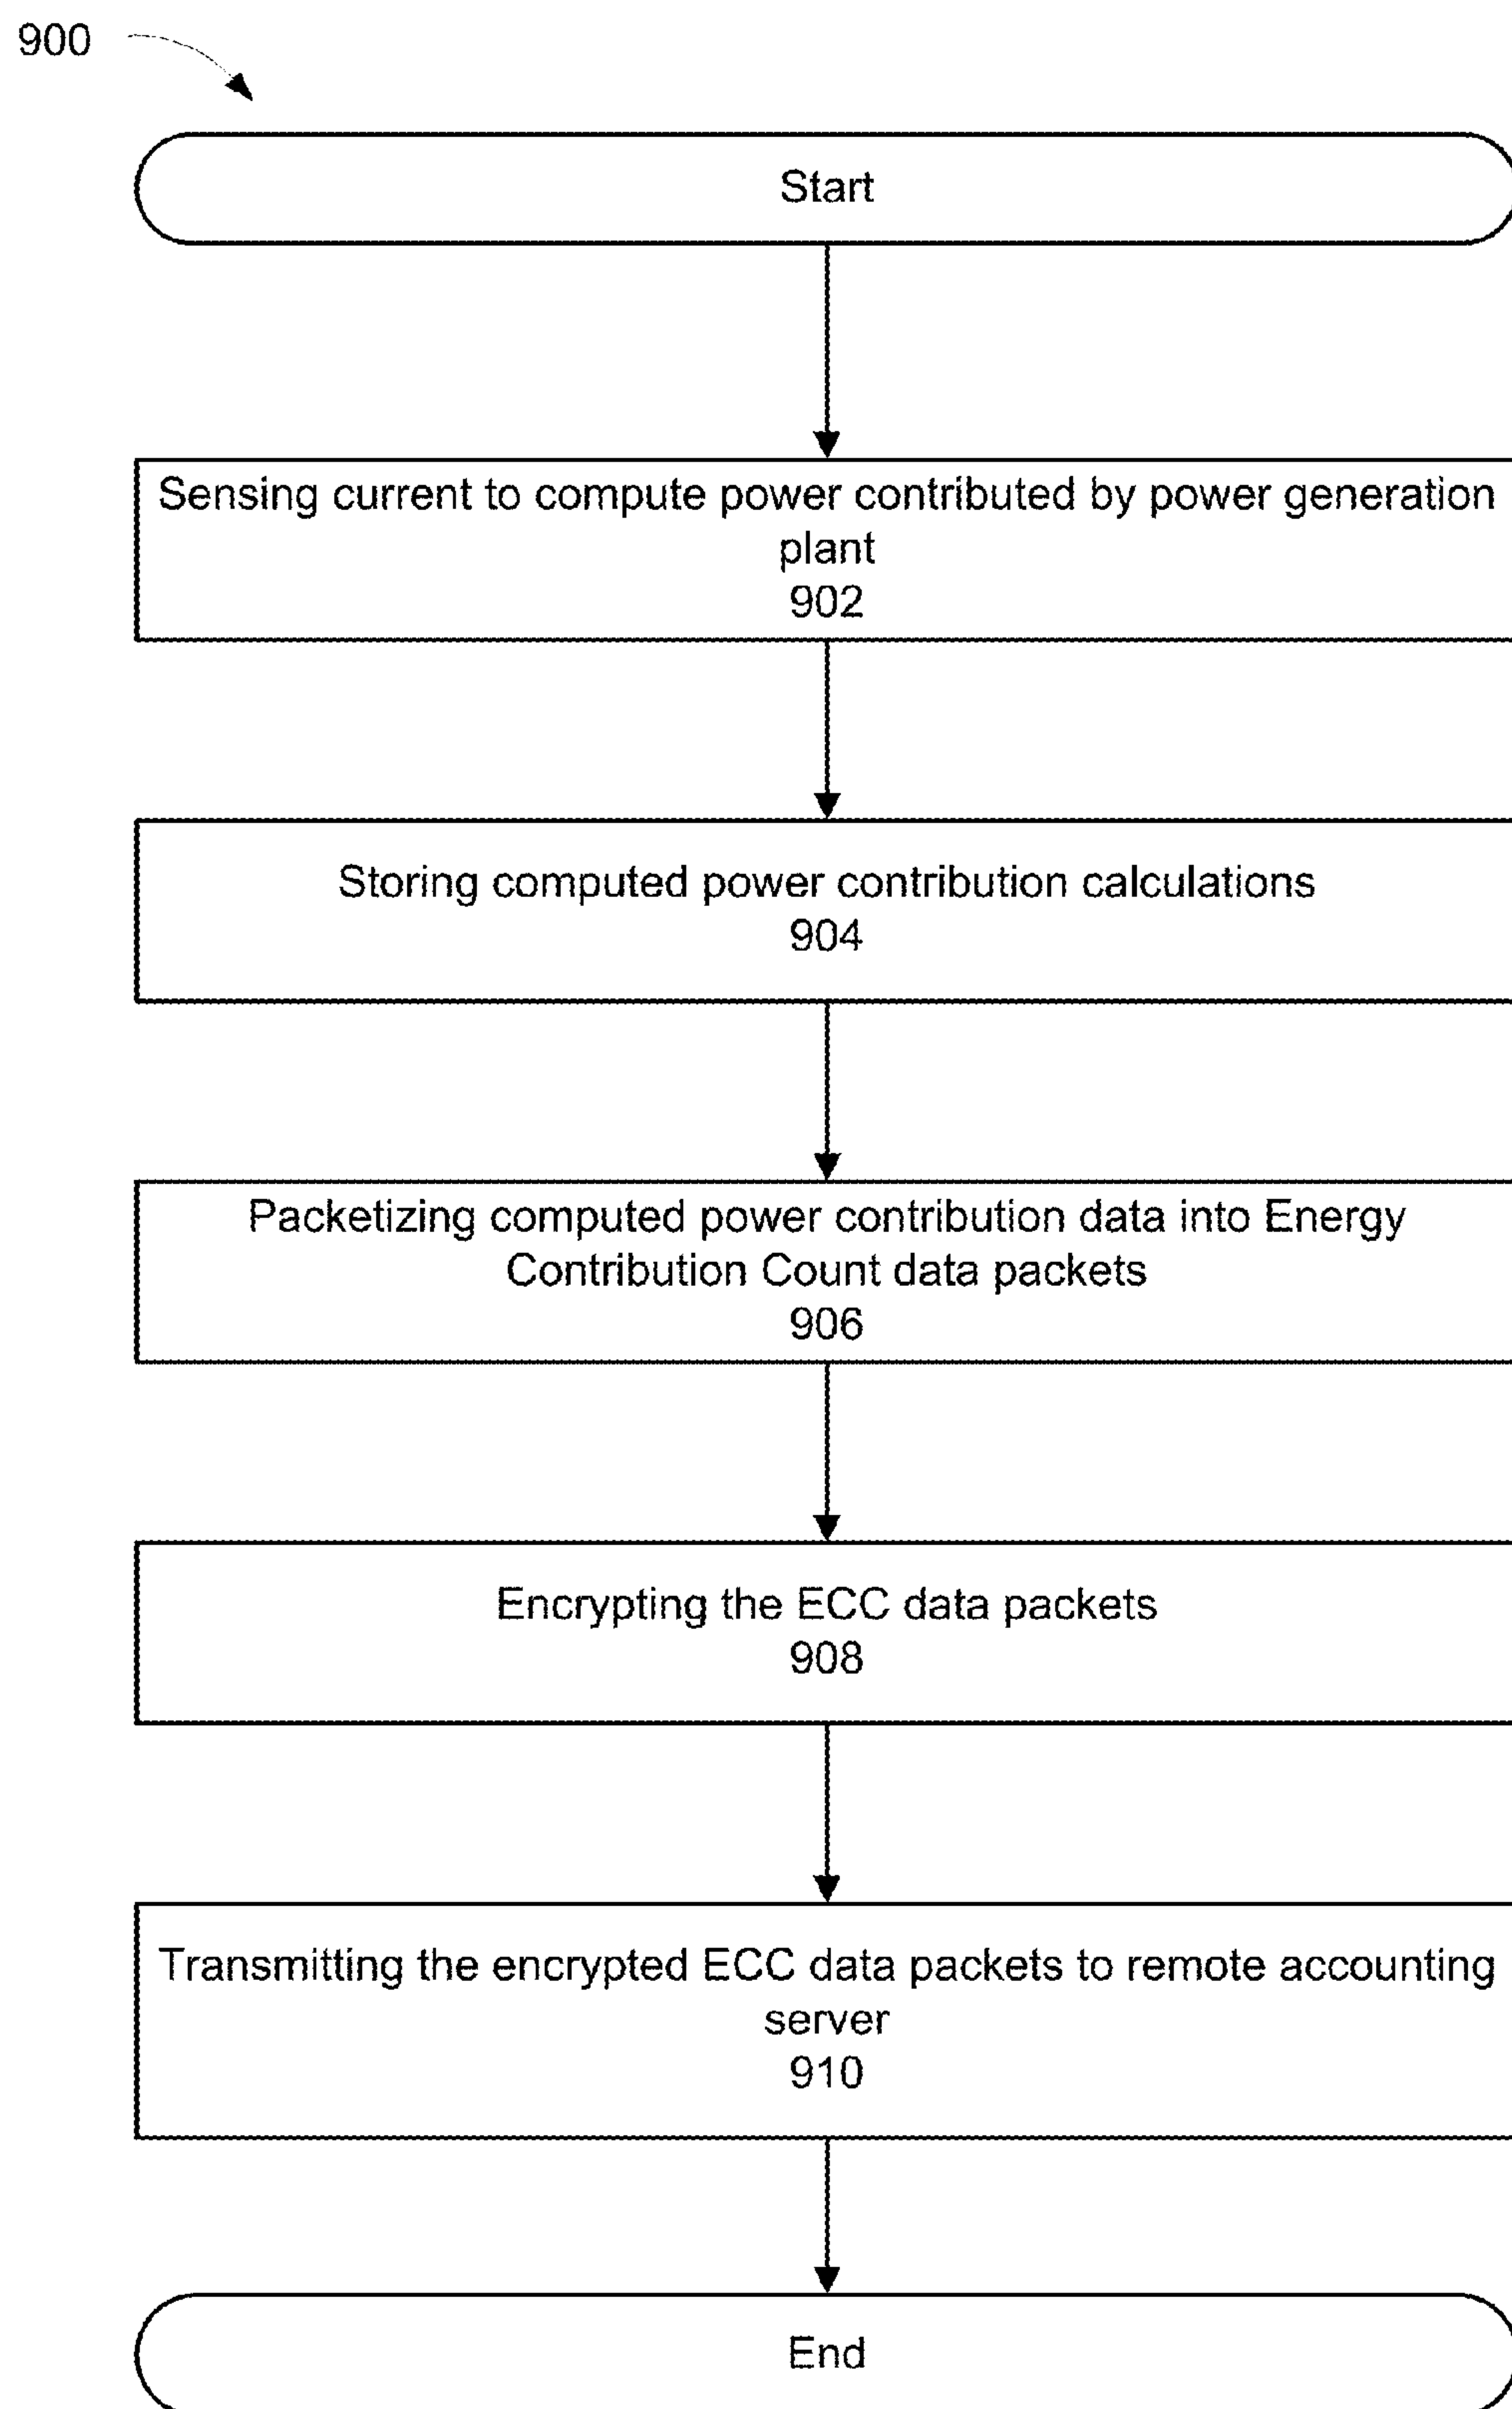 900
Start
Sensing current to compute power contributed by power generation
plant
902
Storing computed power contribution calculations
904
Packetizing computed power contribution data into Energy
Contribution Count data packets
906
Encrypting the ECC data packets
908
Transmitting the encrypted ECC data packets to remote accounting
server
910
End